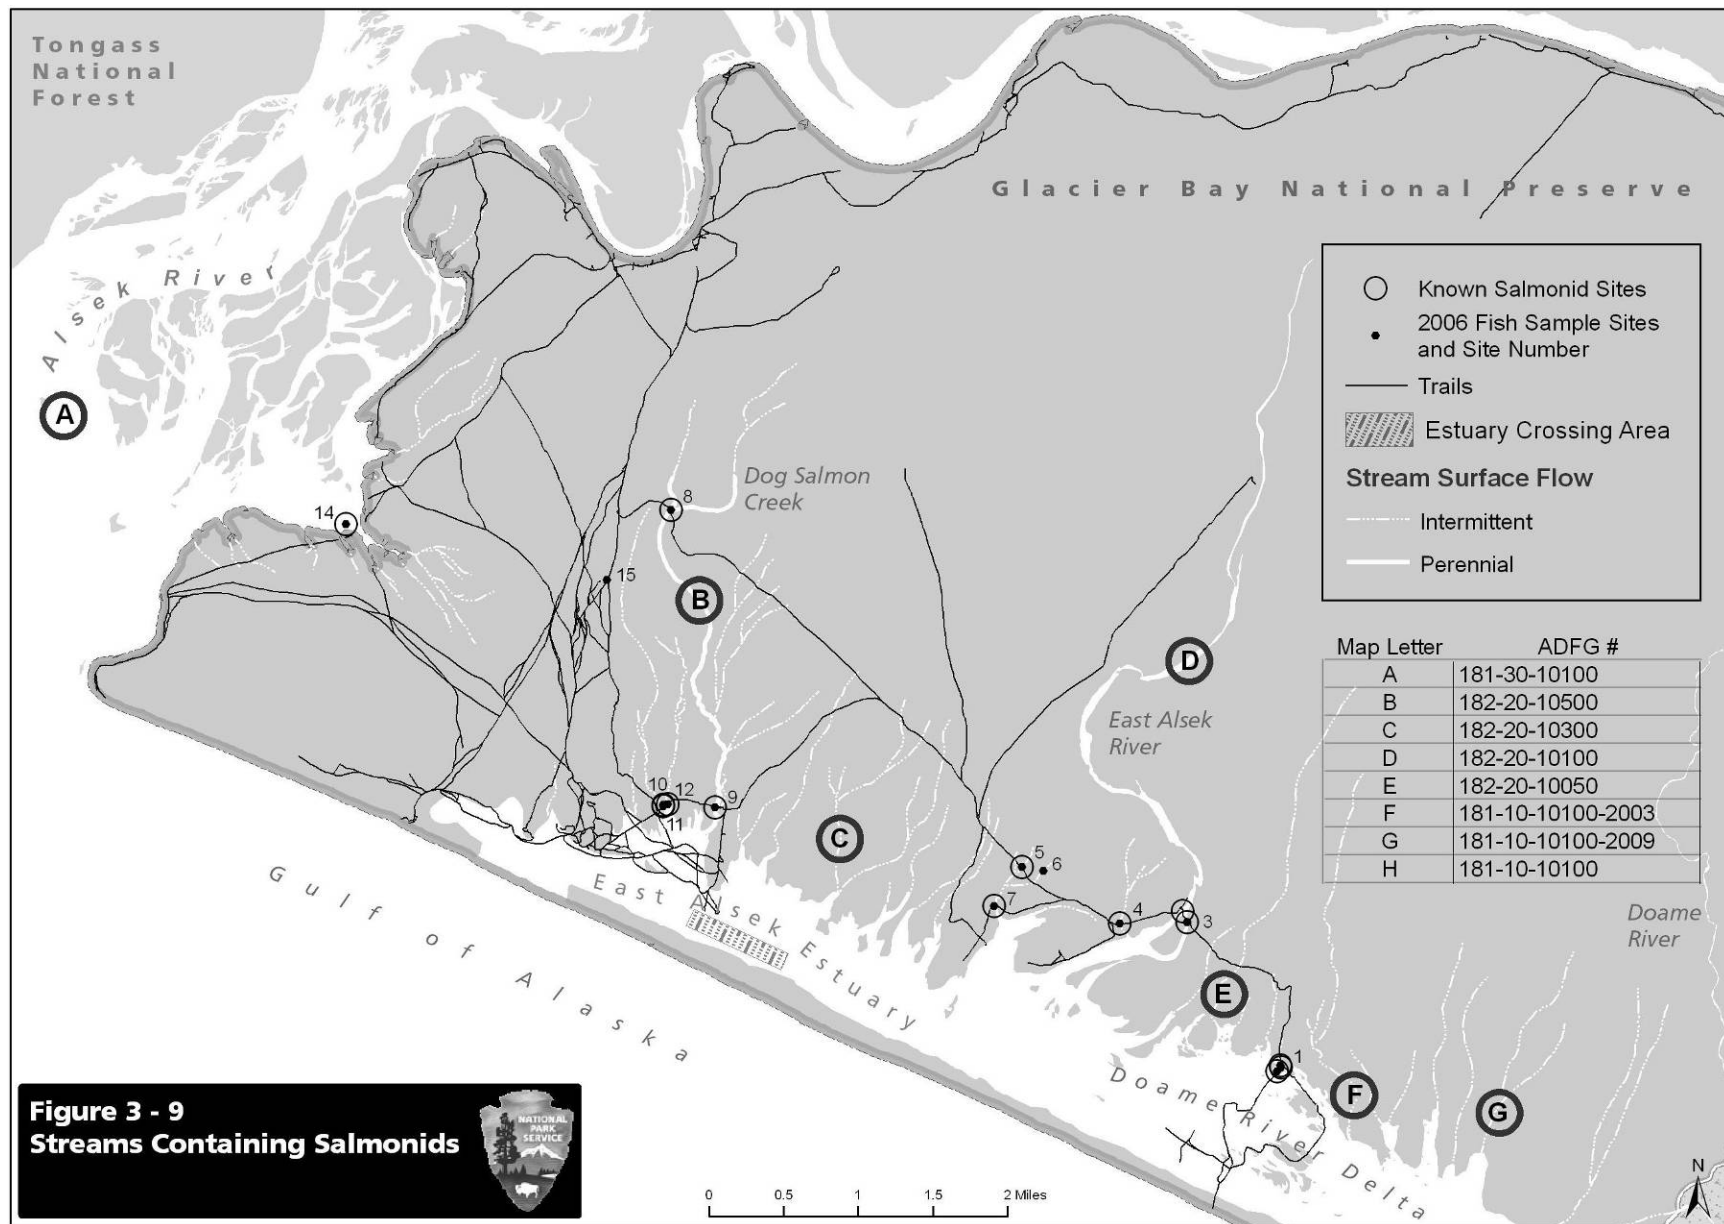 Tongass
National
Forest
Glacier Bay National Preserve
Alsek River
A
Known Salmonid Sites
2006 Fish Sample Sites
and Site Number
Trails
Estuary Crossing Area
Stream Surface Flow
Intermittent
Perennial
Dog Salmon
Creek
8
14
15
B
D
East Alsek
River
Map Letter ADFG #
A 181-30-10100
B 182-20-10500
C 182-20-10300
D 182-20-10100
E 182-20-10050
F 181-10-10100-2003
G 181-10-10100-2009
H 181-10-10100
10
12
11
9
C
5
6
7
4
3
Doame
River
East Alsek Estuary
Gulf of Alaska
E
1
F
G
Doame River Delta
Figure 3 - 9
Streams Containing Salmonids
NATIONAL
PARK
SERVICE
0 0.5 1 1.5 2 Miles
N